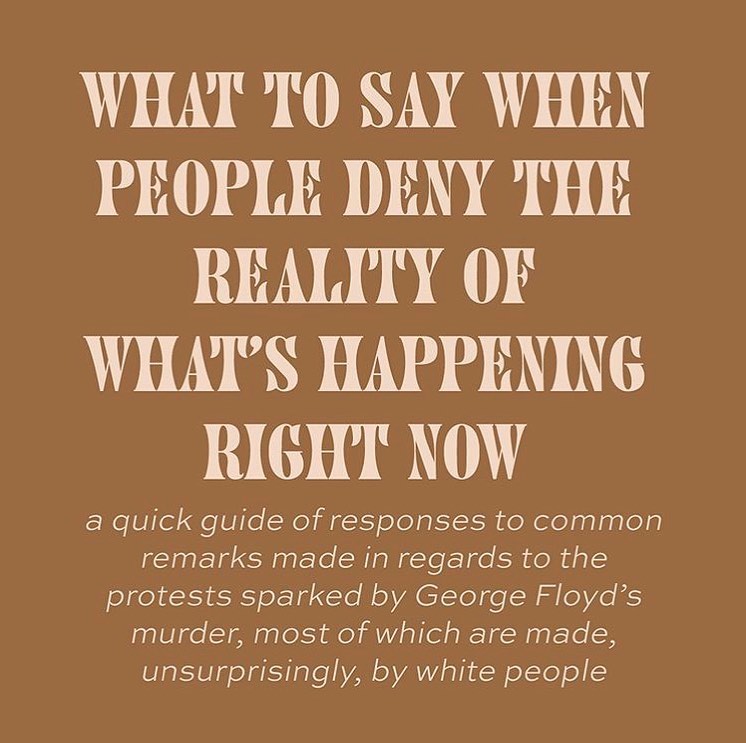 WHAT TO SAY WHEN
PEOPLE DENY THE
REALITY OF
WHAT'S HAPPENING
RIGHT NOW
a quick guide of responses to common
remarks made in regards to the
protests sparked by George Floyd's
murder, most of which are made,
unsurprisingly, by white people